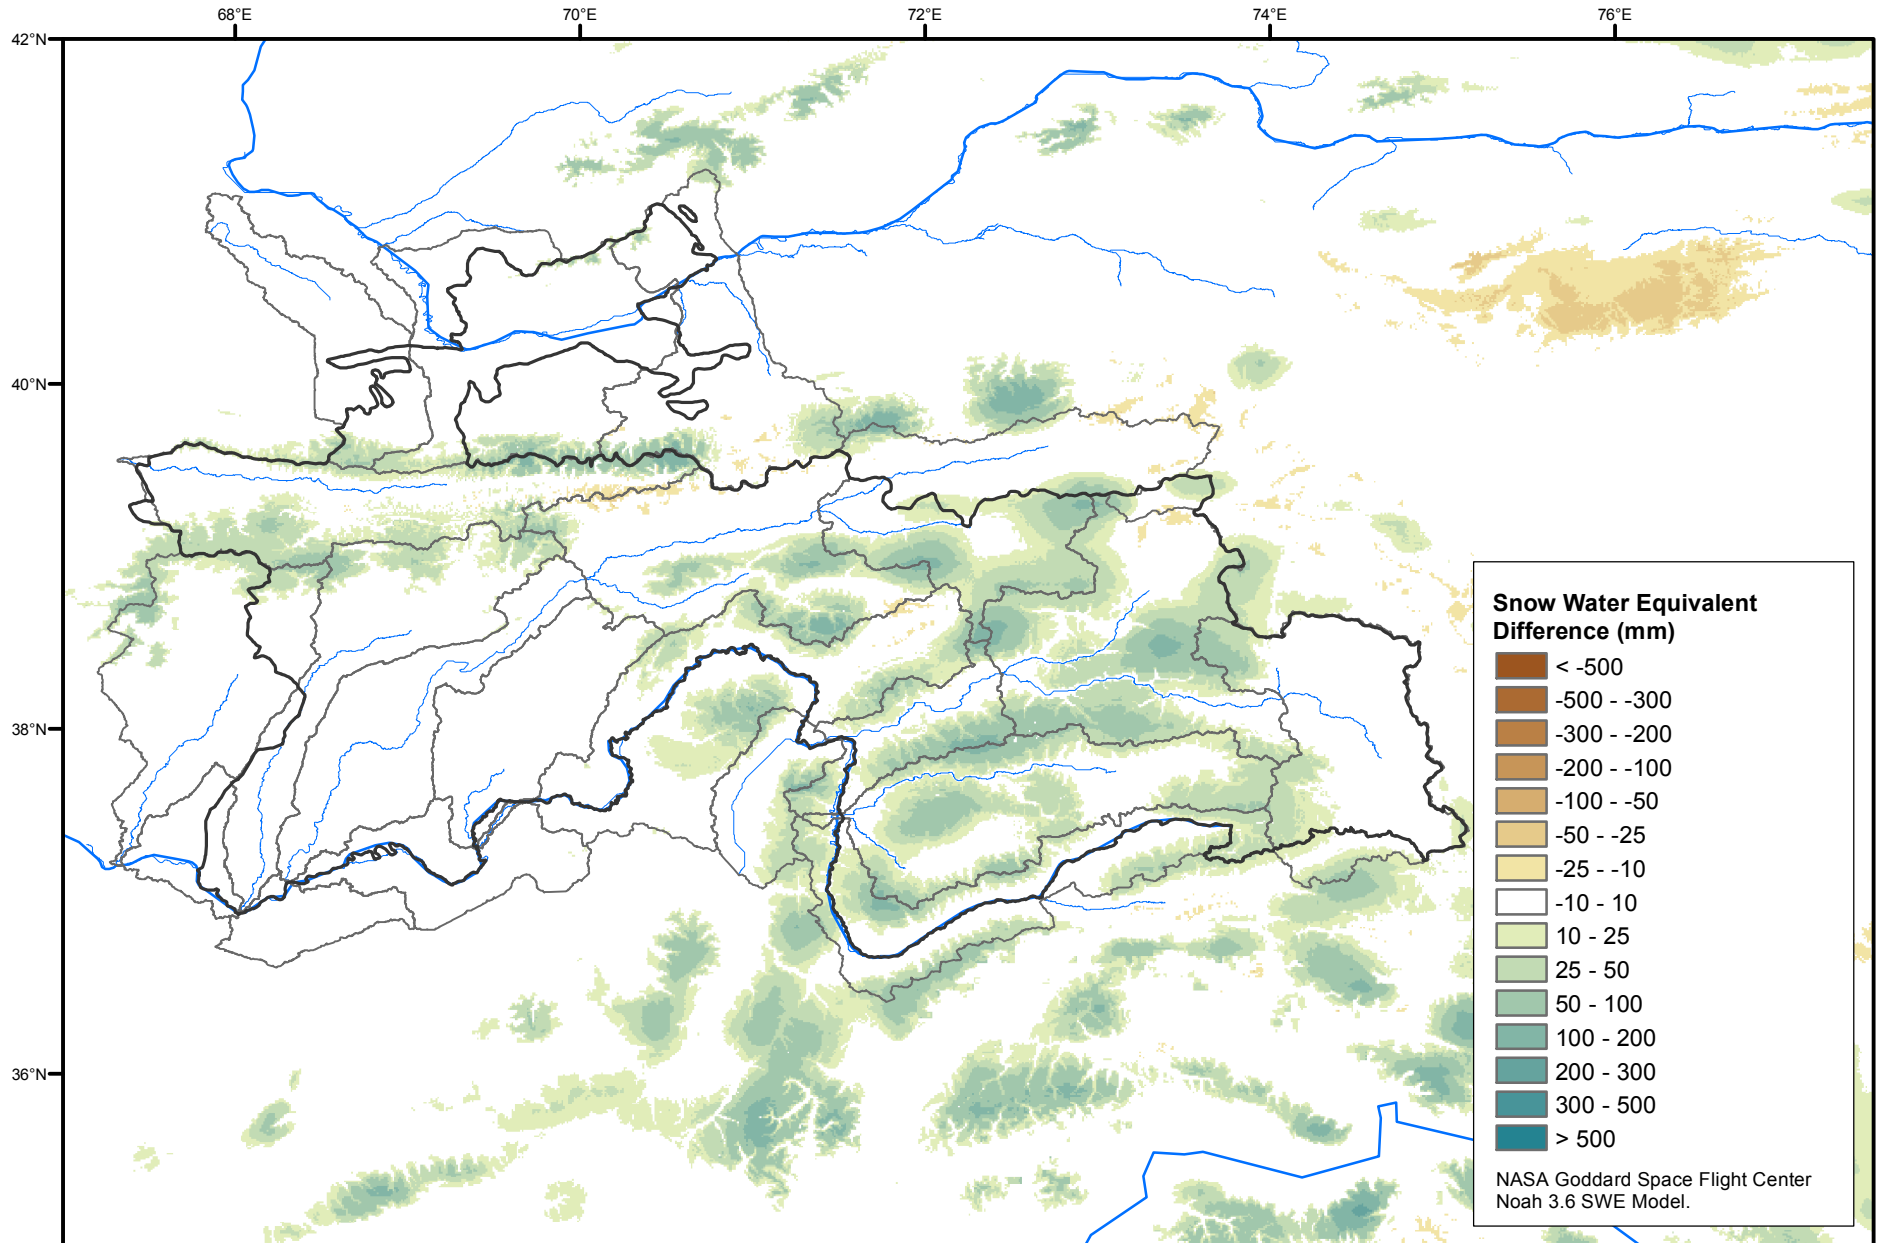 68°E
70°E
72°E
74°E
76°E
42°N
40°N
38°N
36°N
Snow Water Equivalent
Difference (mm)
< -500
-500 - -300
-300 - -200
-200 - -100
-100 - -50
-50 - -25
-25 - -10
-10 - 10
10 - 25
25 - 50
50 - 100
100 - 200
200 - 300
300 - 500
> 500
NASA Goddard Space Flight Center
Noah 3.6 SWE Model.